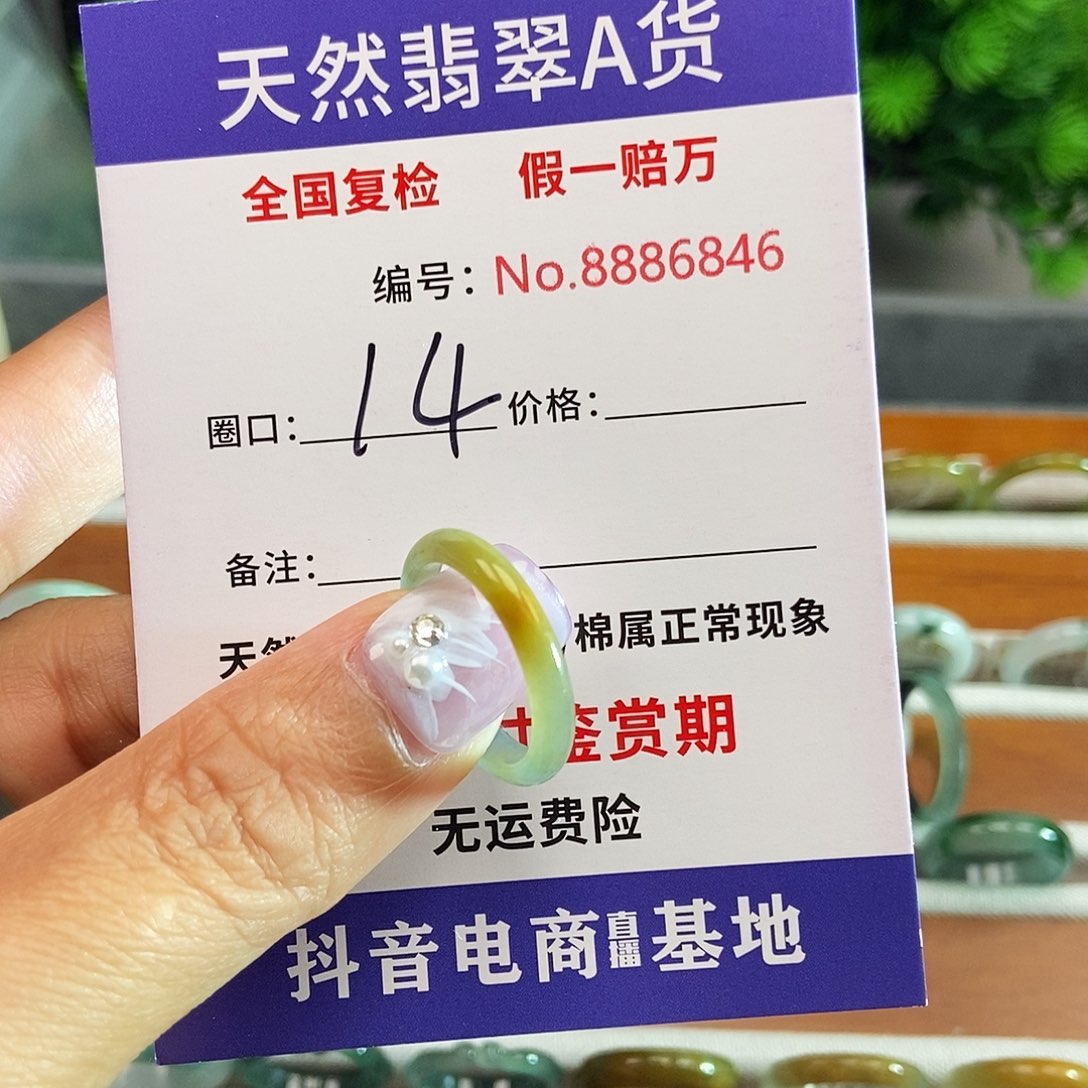 天然翡翠A货
全国复检 假一赔万
编号：No.8886846
圈口：14 价格：
备注：
天然 棉属正常现象
鉴赏期
无运费险
抖音电商直播基地